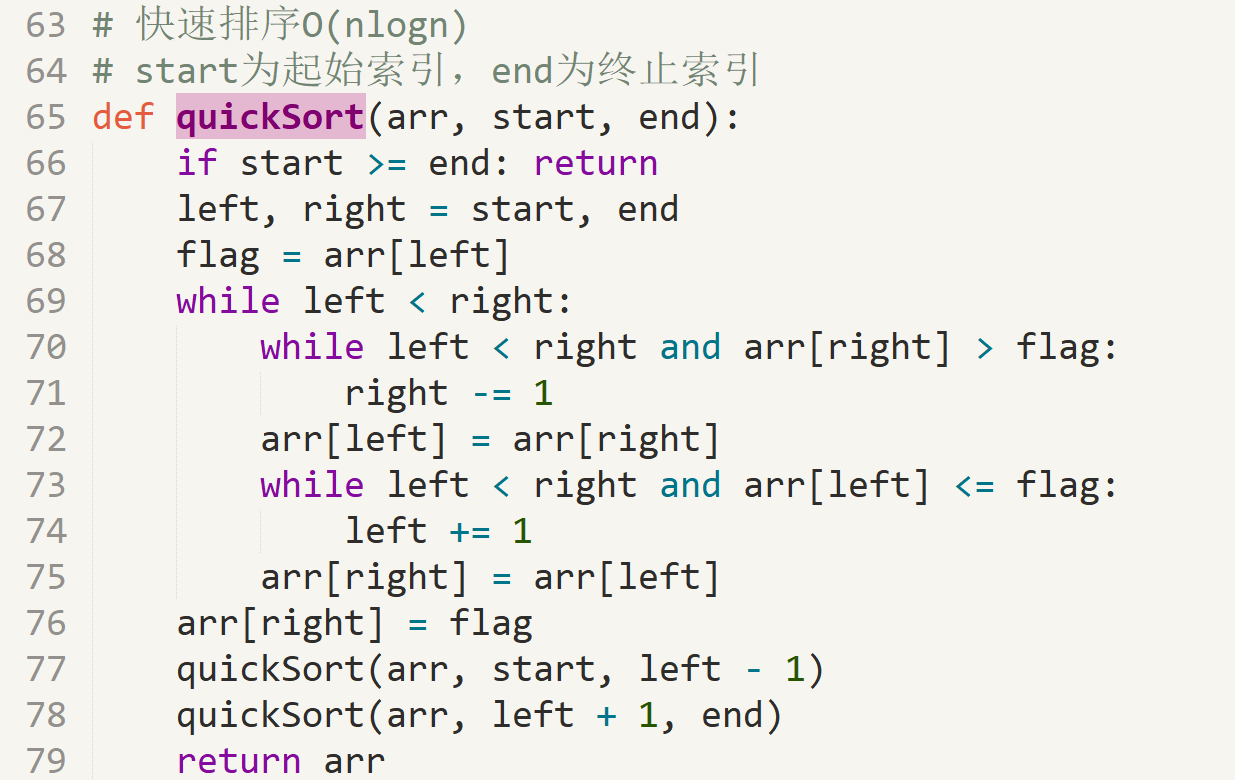 63 # 快速排序O(nlogn)
64 # start为起始索引，end为终止索引
65 def quickSort(arr, start, end):
66     if start >= end: return
67     left, right = start, end
68     flag = arr[left]
69     while left < right:
70         while left < right and arr[right] > flag:
71             right -= 1
72         arr[left] = arr[right]
73         while left < right and arr[left] <= flag:
74             left += 1
75         arr[right] = arr[left]
76     arr[right] = flag
77     quickSort(arr, start, left - 1)
78     quickSort(arr, left + 1, end)
79     return arr